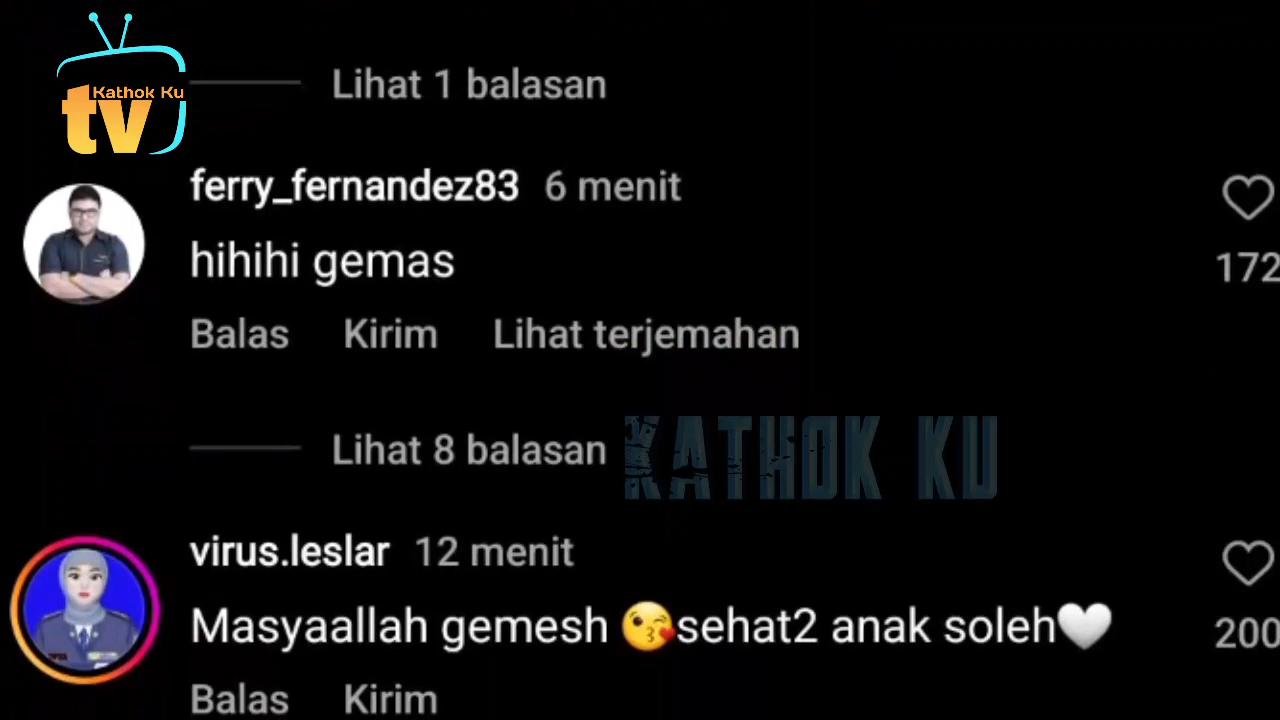 Kathok Ku
tv
Lihat 1 balasan
ferry_fernandez83 6 menit
hihihi gemas
172
Balas Kirim Lihat terjemahan
Lihat 8 balasan
KATHOK KU
virus.leslar 12 menit
Masyaallah gemesh 😘sehat2 anak soleh🤍
200
Balas Kirim